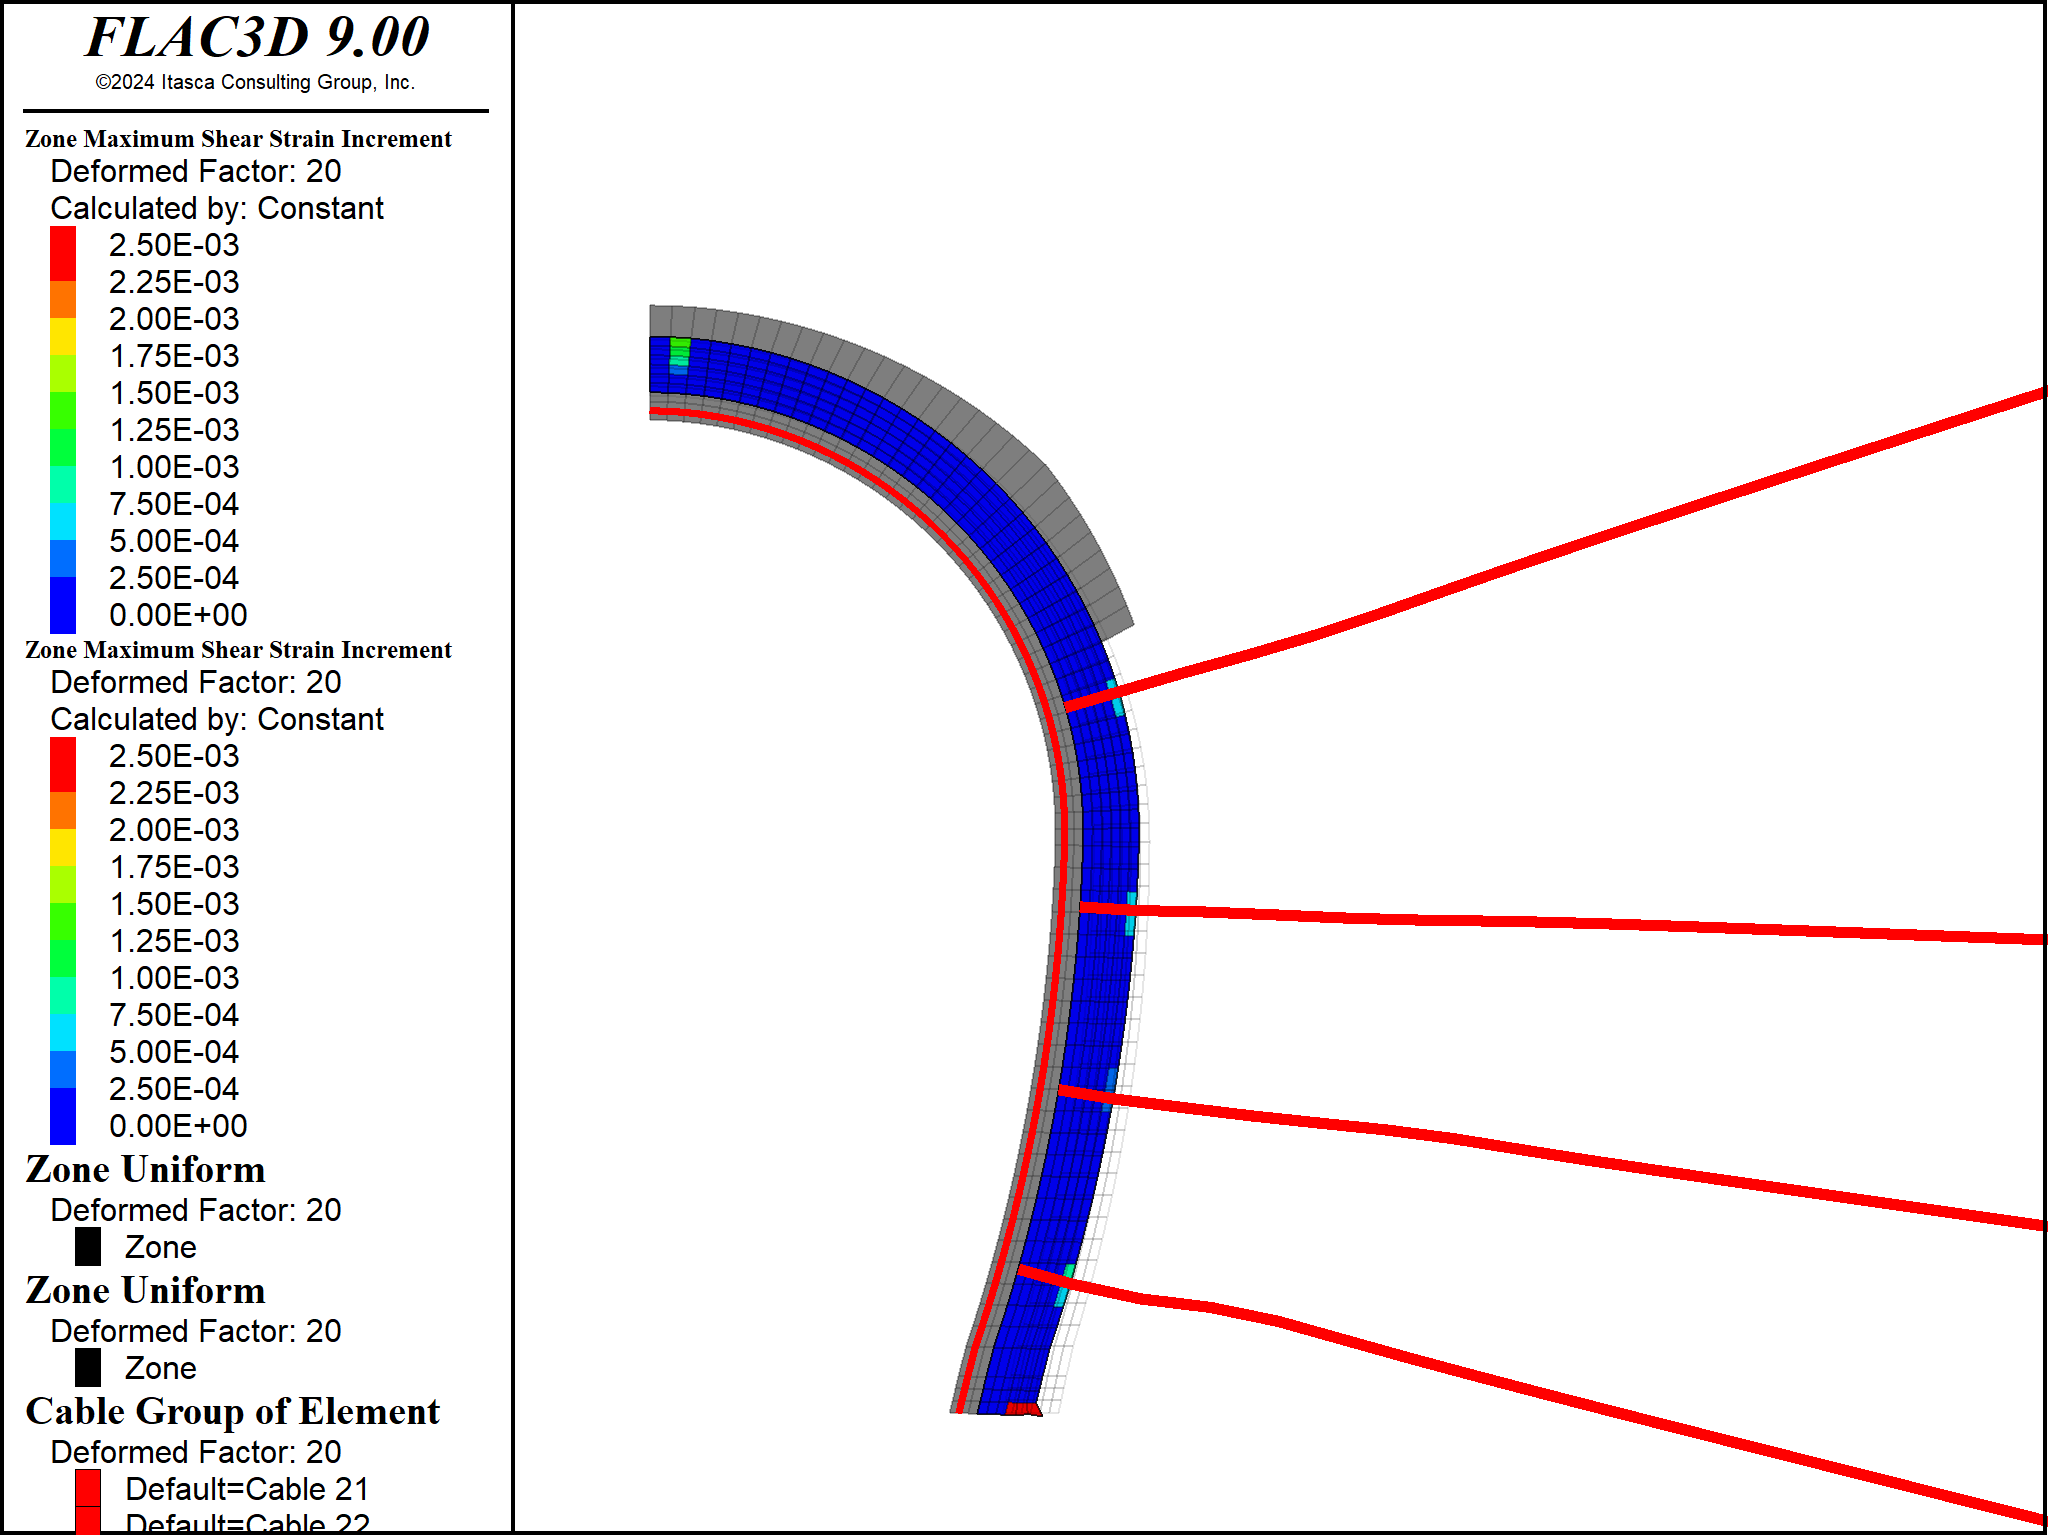 FLAC3D 9.00
©2024 Itasca Consulting Group, Inc.
Zone Maximum Shear Strain Increment
Deformed Factor: 20
Calculated by: Constant
2.50E-03
2.25E-03
2.00E-03
1.75E-03
1.50E-03
1.25E-03
1.00E-03
7.50E-04
5.00E-04
2.50E-04
0.00E+00
Zone Maximum Shear Strain Increment
Deformed Factor: 20
Calculated by: Constant
2.50E-03
2.25E-03
2.00E-03
1.75E-03
1.50E-03
1.25E-03
1.00E-03
7.50E-04
5.00E-04
2.50E-04
0.00E+00
Zone Uniform
Deformed Factor: 20
Zone
Zone Uniform
Deformed Factor: 20
Zone
Cable Group of Element
Deformed Factor: 20
Default=Cable 21
Default=Cable 22